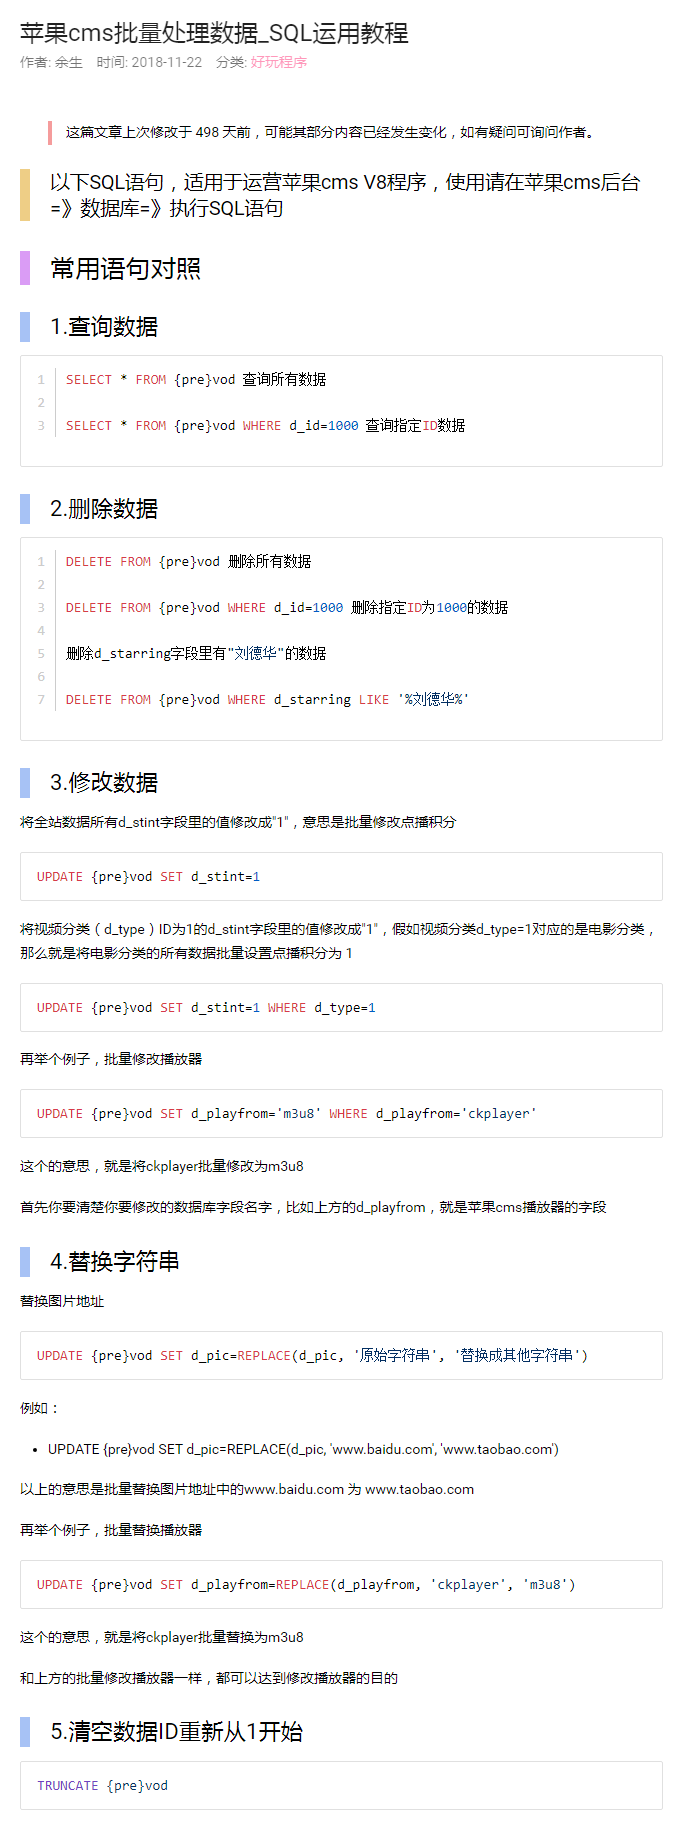 苹果cms批量处理数据_SQL运用教程
作者: 余生 时间: 2018-11-22 分类: 好玩程序
这篇文章上次修改于 498 天前，可能其部分内容已经发生变化，如有疑问可询问作者。
以下SQL语句，适用于运营苹果cms V8程序，使用请在苹果cms后台
=》数据库=》执行SQL语句
常用语句对照
1.查询数据
1 SELECT * FROM {pre}vod 查询所有数据
2
3 SELECT * FROM {pre}vod WHERE d_id=1000 查询指定ID数据
2.删除数据
1 DELETE FROM {pre}vod 删除所有数据
2
3 DELETE FROM {pre}vod WHERE d_id=1000 删除指定ID为1000的数据
4
5 删除d_starring字段里有"刘德华"的数据
6
7 DELETE FROM {pre}vod WHERE d_starring LIKE '%刘德华%'
3.修改数据
将全站数据所有d_stint字段里的值修改成"1"，意思是批量修改点播积分
UPDATE {pre}vod SET d_stint=1
将视频分类（d_type）ID为1的d_stint字段里的值修改成"1"，假如视频分类d_type=1对应的是电影分类，
那么就是将电影分类的所有数据批量设置点播积分为 1
UPDATE {pre}vod SET d_stint=1 WHERE d_type=1
再举个例子，批量修改播放器
UPDATE {pre}vod SET d_playfrom='m3u8' WHERE d_playfrom='ckplayer'
这个的意思，就是将ckplayer批量修改为m3u8
首先你要清楚你要修改的数据库字段名字，比如上方的d_playfrom，就是苹果cms播放器的字段
4.替换字符串
替换图片地址
UPDATE {pre}vod SET d_pic=REPLACE(d_pic, '原始字符串', '替换成其他字符串')
例如：
• UPDATE {pre}vod SET d_pic=REPLACE(d_pic, 'www.baidu.com', 'www.taobao.com')
以上的意思是批量替换图片地址中的www.baidu.com 为 www.taobao.com
再举个例子，批量替换播放器
UPDATE {pre}vod SET d_playfrom=REPLACE(d_playfrom, 'ckplayer', 'm3u8')
这个的意思，就是将ckplayer批量替换为m3u8
和上方的批量修改播放器一样，都可以达到修改播放器的目的
5.清空数据ID重新从1开始
TRUNCATE {pre}vod